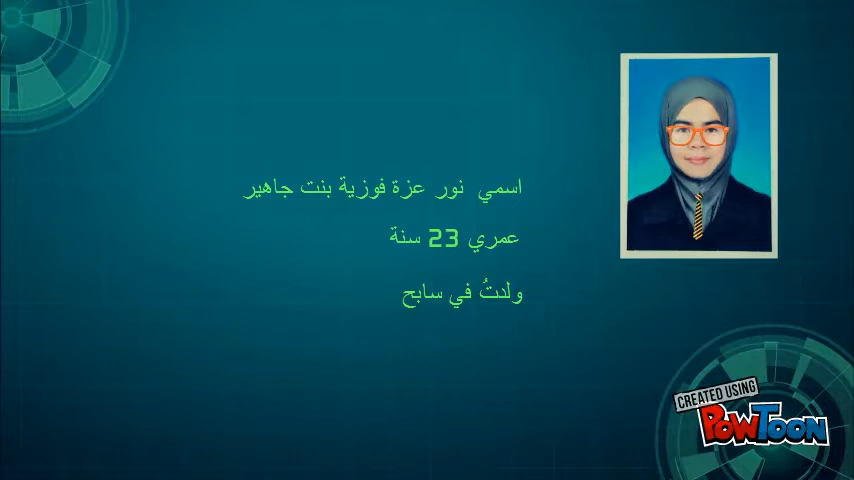 اسمي نور عزة فوزية بنت جاهير
عمري 23 سنة
ولدتُ في سابح
CREATED USING
POWTOON